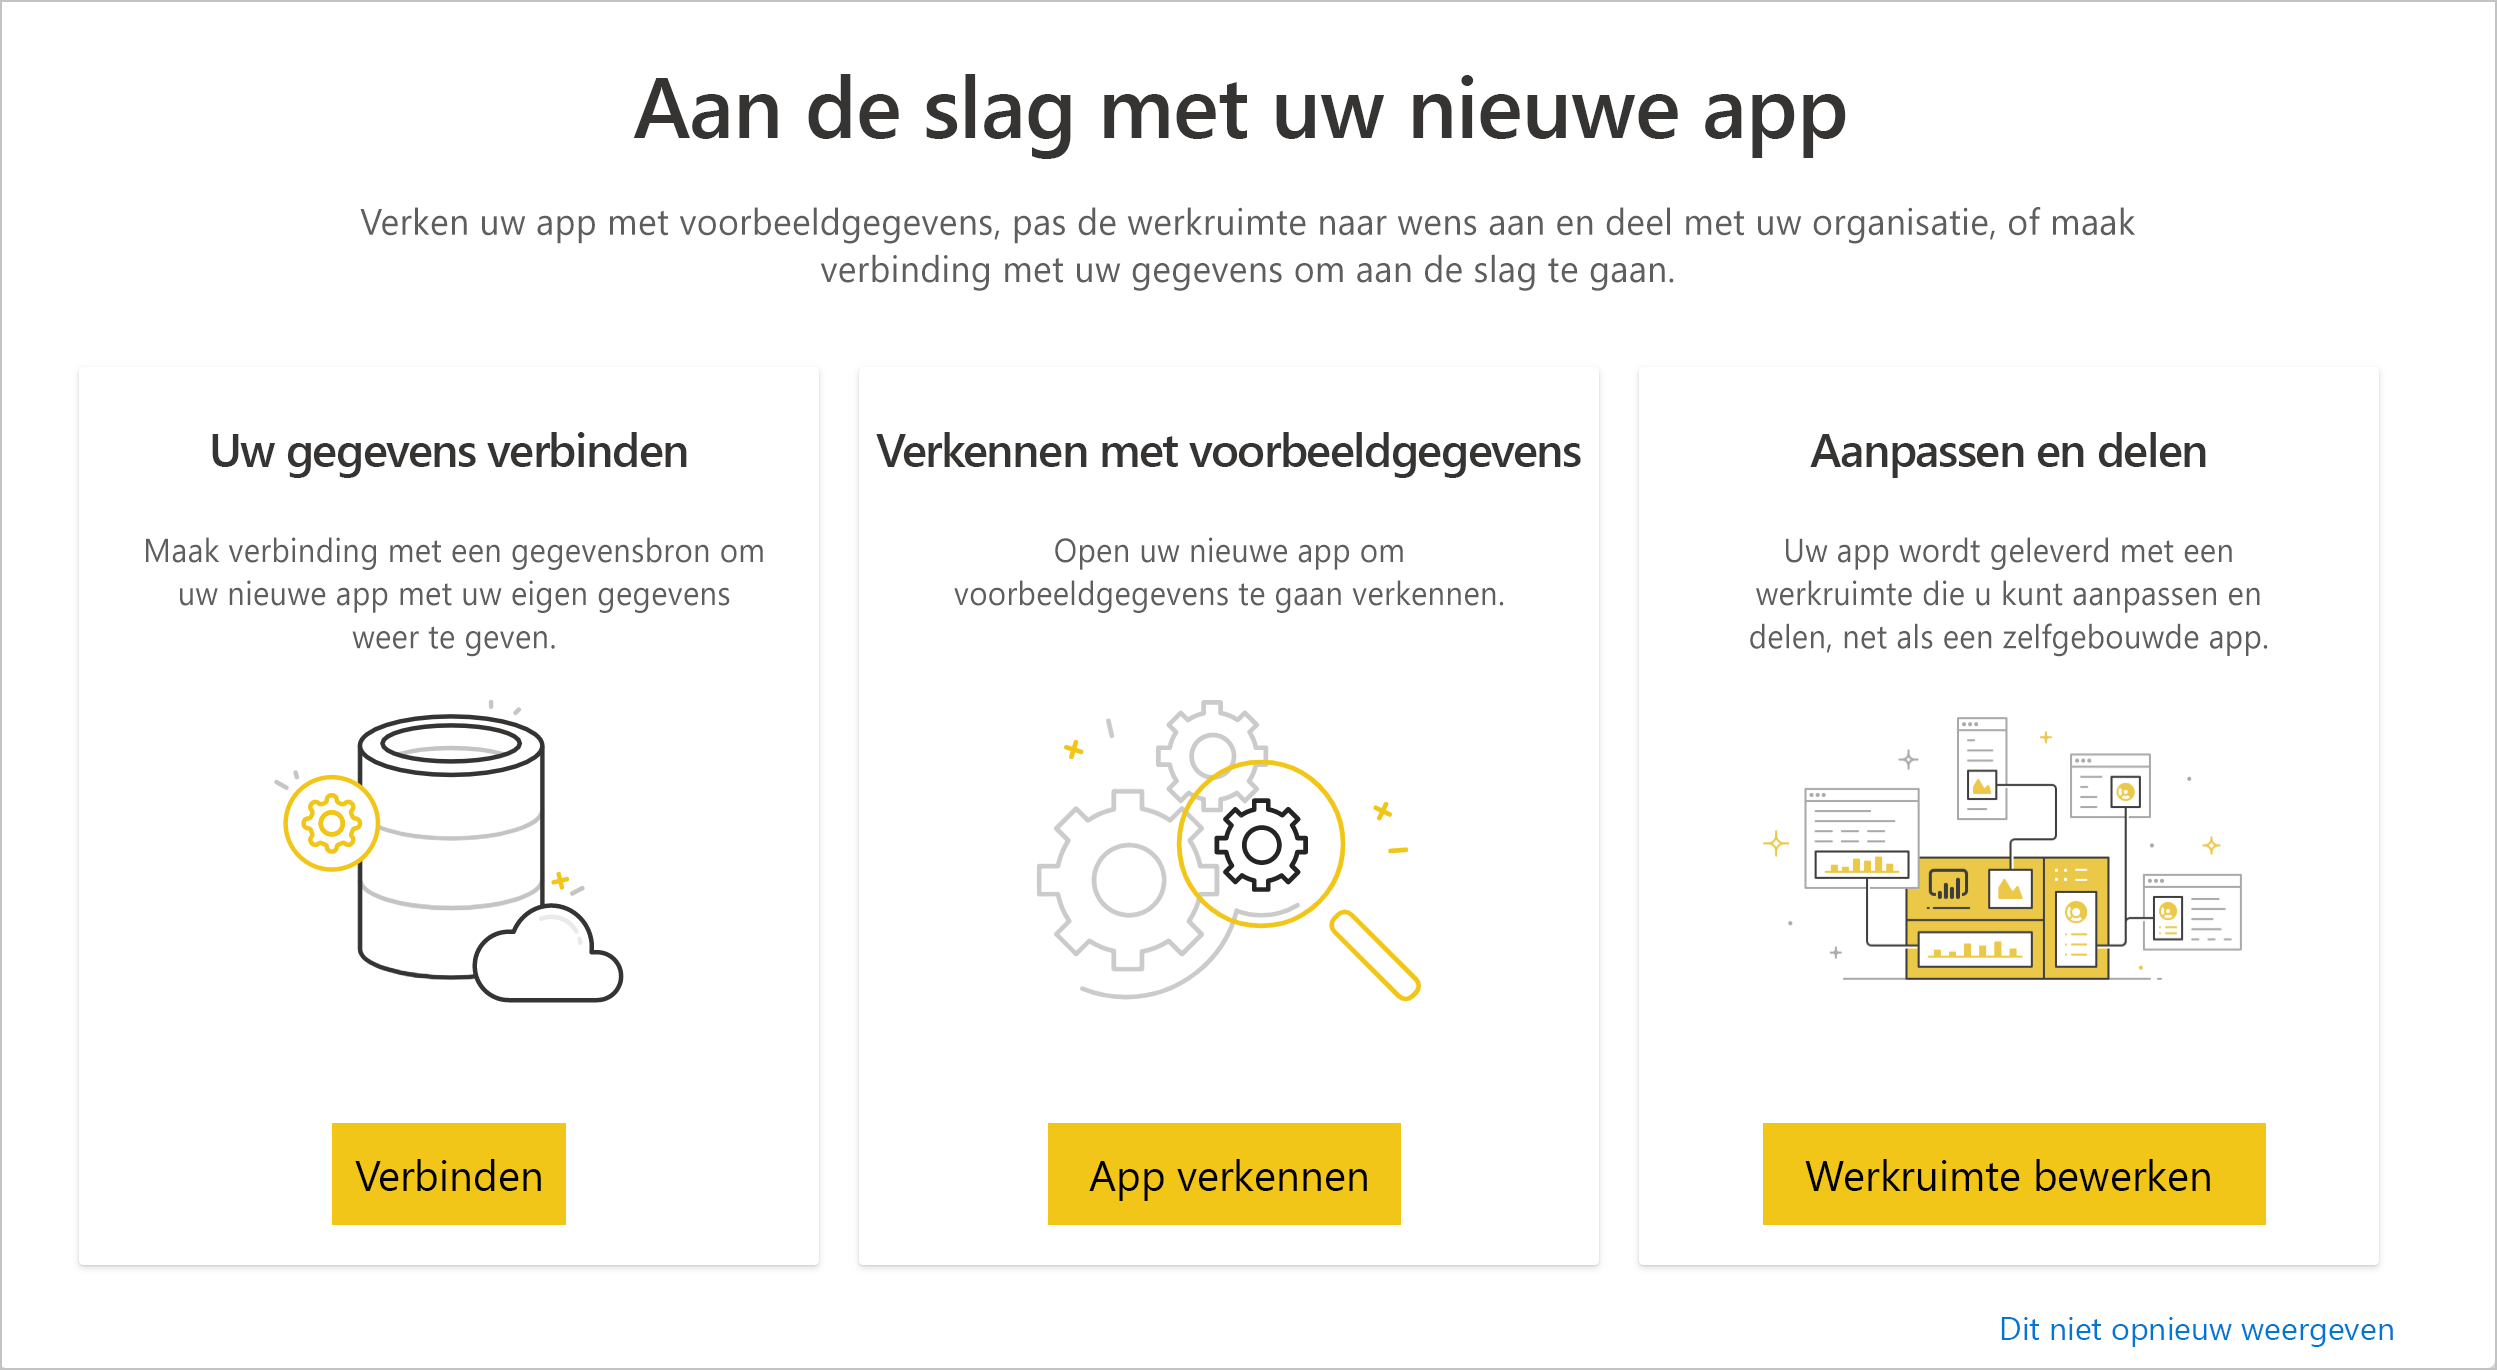 Aan de slag met uw nieuwe app
Verken uw app met voorbeeldgegevens, pas de werkruimte naar wens aan en deel met uw organisatie, of maak
verbinding met uw gegevens om aan de slag te gaan.
Uw gegevens verbinden
Maak verbinding met een gegevensbron om
uw nieuwe app met uw eigen gegevens
weer te geven.
Verbinden
Verkennen met voorbeeldgegevens
Open uw nieuwe app om
voorbeeldgegevens te gaan verkennen.
App verkennen
Aanpassen en delen
Uw app wordt geleverd met een
werkruimte die u kunt aanpassen en
delen, net als een zelfgebouwde app.
Werkruimte bewerken
Dit niet opnieuw weergeven